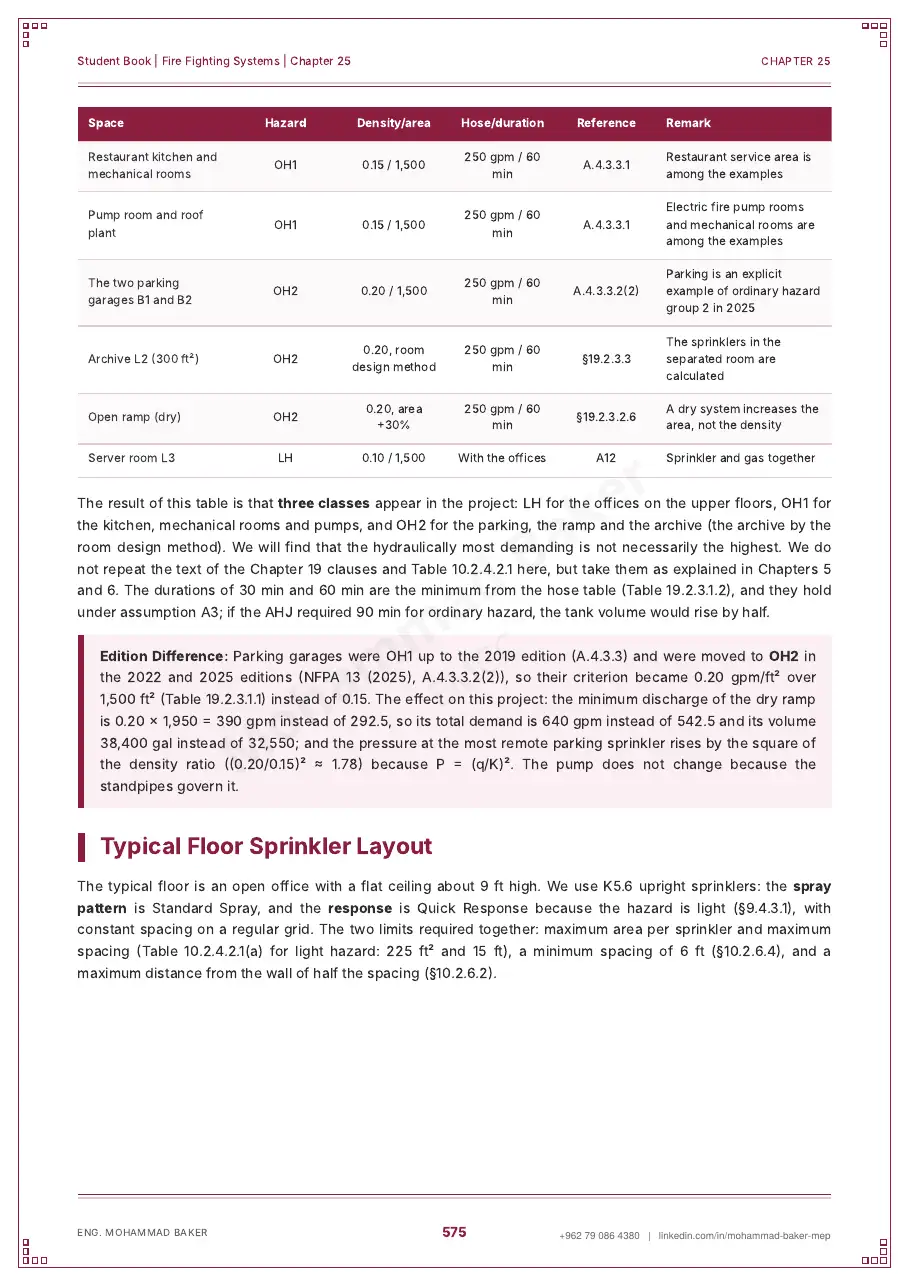 Student Book | Fire Fighting Systems | Chapter 25
CHAPTER 25
Space Hazard Density/area Hose/duration Reference Remark
Restaurant kitchen and mechanical rooms OH1 0.15 / 1,500 250 gpm / 60 min A.4.3.3.1 Restaurant service area is among the examples
Pump room and roof plant OH1 0.15 / 1,500 250 gpm / 60 min A.4.3.3.1 Electric fire pump rooms and mechanical rooms are among the examples
The two parking garages B1 and B2 OH2 0.20 / 1,500 250 gpm / 60 min A.4.3.3.2(2) Parking is an explicit example of ordinary hazard group 2 in 2025
Archive L2 (300 ft²) OH2 0.20, room design method 250 gpm / 60 min §19.2.3.3 The sprinklers in the separated room are calculated
Open ramp (dry) OH2 0.20, area +30% 250 gpm / 60 min §19.2.3.2.6 A dry system increases the area, not the density
Server room L3 LH 0.10 / 1,500 With the offices A12 Sprinkler and gas together
The result of this table is that three classes appear in the project: LH for the offices on the upper floors, OH1 for
the kitchen, mechanical rooms and pumps, and OH2 for the parking, the ramp and the archive (the archive by the
room design method). We will find that the hydraulically most demanding is not necessarily the highest. We do
not repeat the text of the Chapter 19 clauses and Table 10.2.4.2.1 here, but take them as explained in Chapters 5
and 6. The durations of 30 min and 60 min are the minimum from the hose table (Table 19.2.3.1.2), and they hold
under assumption A3; if the AHJ required 90 min for ordinary hazard, the tank volume would rise by half.
Edition Difference: Parking garages were OH1 up to the 2019 edition (A.4.3.3) and were moved to OH2 in
the 2022 and 2025 editions (NFPA 13 (2025), A.4.3.3.2(2)), so their criterion became 0.20 gpm/ft² over
1,500 ft² (Table 19.2.3.1.1) instead of 0.15. The effect on this project: the minimum discharge of the dry ramp
is 0.20 × 1,950 = 390 gpm instead of 292.5, so its total demand is 640 gpm instead of 542.5 and its volume
38,400 gal instead of 32,550; and the pressure at the most remote parking sprinkler rises by the square of
the density ratio ((0.20/0.15)² ≈ 1.78) because P = (q/K)². The pump does not change because the
standpipes govern it.
Typical Floor Sprinkler Layout
The typical floor is an open office with a flat ceiling about 9 ft high. We use K5.6 upright sprinklers: the spray
pattern is Standard Spray, and the response is Quick Response because the hazard is light (§9.4.3.1), with
constant spacing on a regular grid. The two limits required together: maximum area per sprinkler and maximum
spacing (Table 10.2.4.2.1(a) for light hazard: 225 ft² and 15 ft), a minimum spacing of 6 ft (§10.2.6.4), and a
maximum distance from the wall of half the spacing (§10.2.6.2).
ENG. MOHAMMAD BAKER
575
+962 79 086 4380 | linkedin.com/in/mohammad-baker-mep